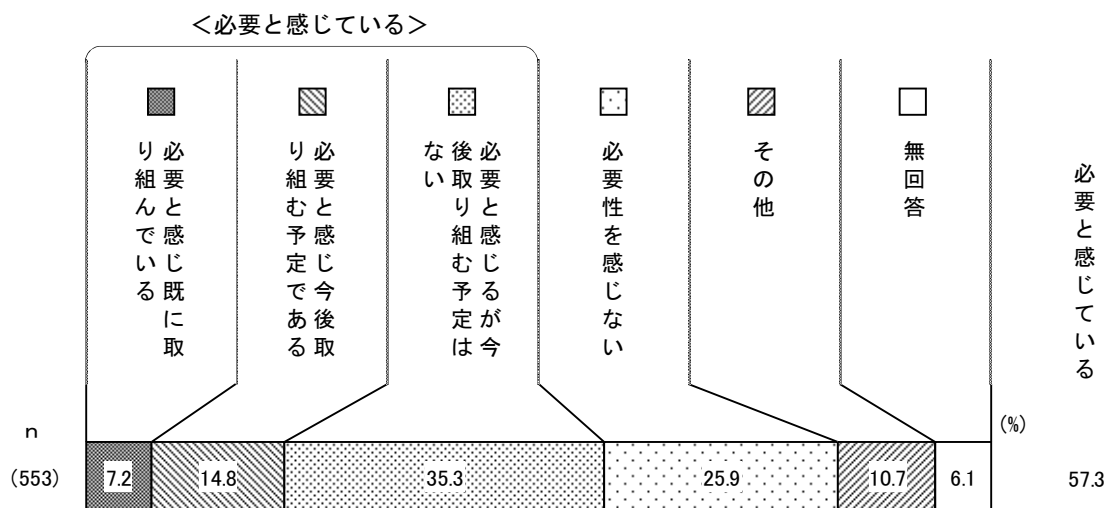 ＜必要と感じている＞
必要と感じ既に取
り組んでいる
必要と感じ今後取
り組む予定である
必要と感じるが今
後取り組む予定は
ない
必要性を感じない
その他
無回答
必要と感じている
(%)
n
(553)
7.2
14.8
35.3
25.9
10.7
6.1
57.3